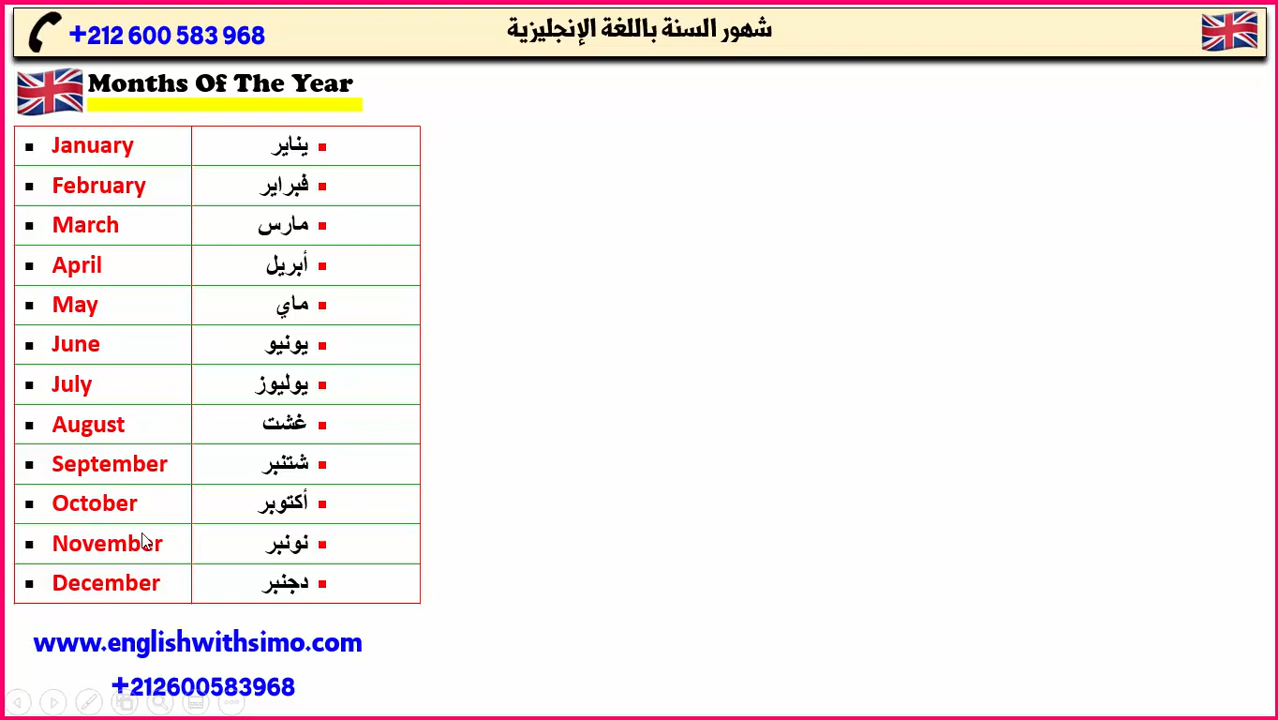 +212 600 583 968
شهور السنة باللغة الإنجليزية
Months Of The Year
January يناير
February فبراير
March مارس
April أبريل
May ماي
June يونيو
July يوليوز
August غشت
September شتنبر
October أكتوبر
November نونبر
December دجنبر
www.englishwithsimo.com
+212600583968